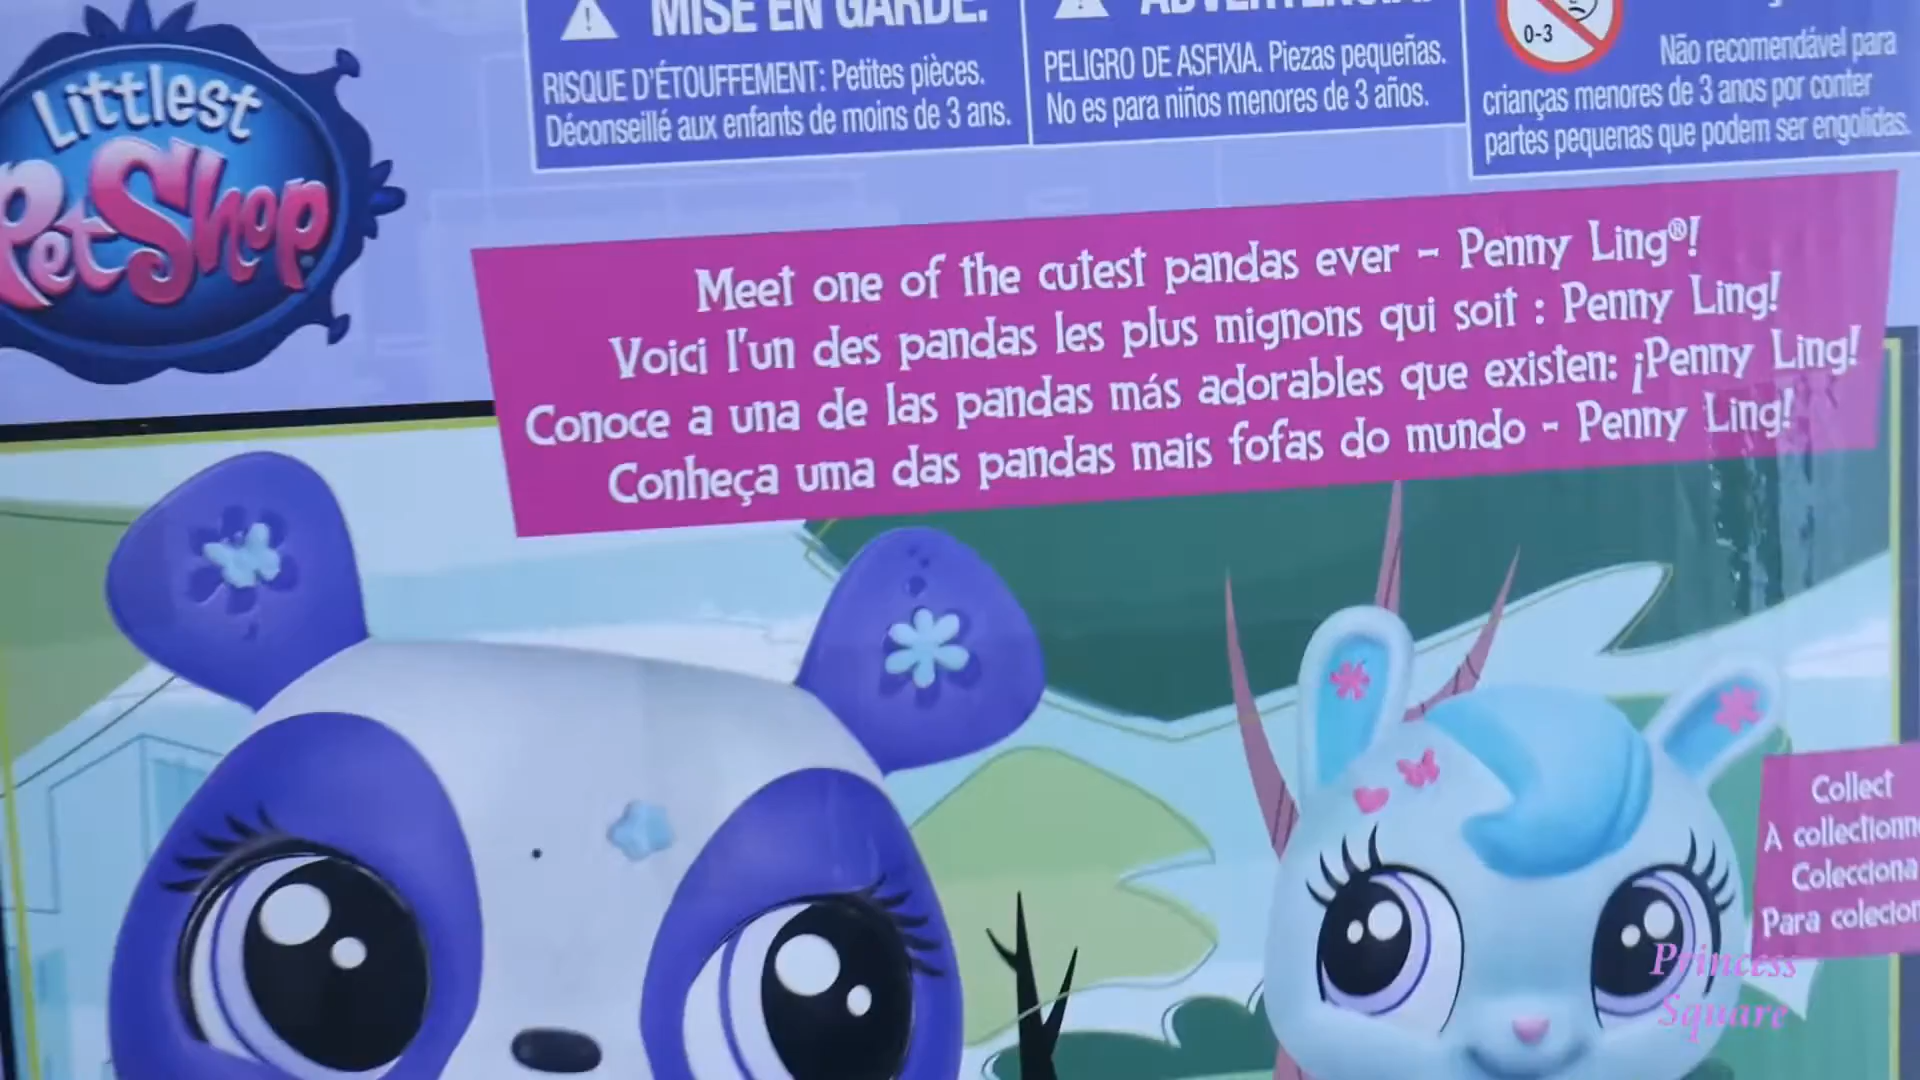 Littlest
PetShop
MISE EN GARDE:
RISQUE D'ÉTOUFFEMENT: Petites pièces.
Déconseillé aux enfants de moins de 3 ans.
PELIGRO DE ASFIXIA. Piezas pequeñas.
No es para niños menores de 3 años.
0-3
Não recomendável para
crianças menores de 3 anos por conter
partes pequenas que podem ser engolidas.
Meet one of the cutest pandas ever - Penny Ling®!
Voici l'un des pandas les plus mignons qui soit : Penny Ling!
Conoce a una de las pandas más adorables que existen: ¡Penny Ling!
Conheça uma das pandas mais fofas do mundo - Penny Ling!
Collect
À
Para
Princess
Square